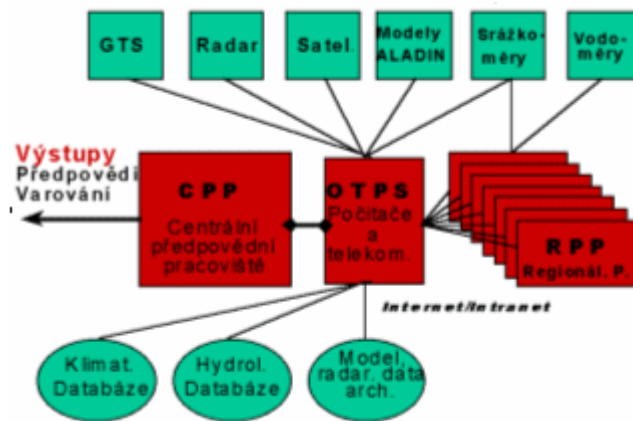 GTS
Radar
Satel.
Modely
ALADIN
Srážko-
měry
Vodo-
měry
Výstupy
Předpovědí
Varování
CPP
Centrální
předpovědní
pracoviště
OTPS
Počítače
a
telekom.
RPP
Regionál. P.
Internet/Intranet
Klimat.
Databáze
Hydrol.
Databáze
Model,
radar. data
arch.